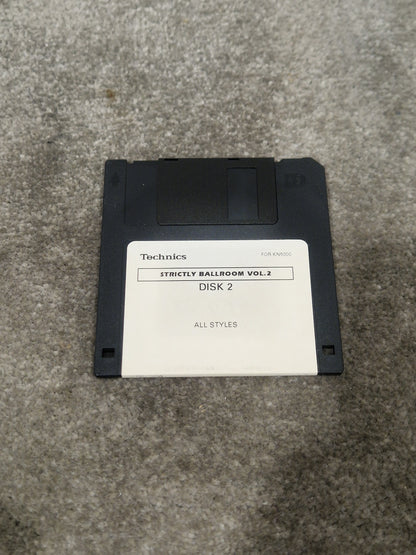 HD
Technics
FOR KN5000
STRICTLY BALLROOM VOL.2
DISK 2
ALL STYLES